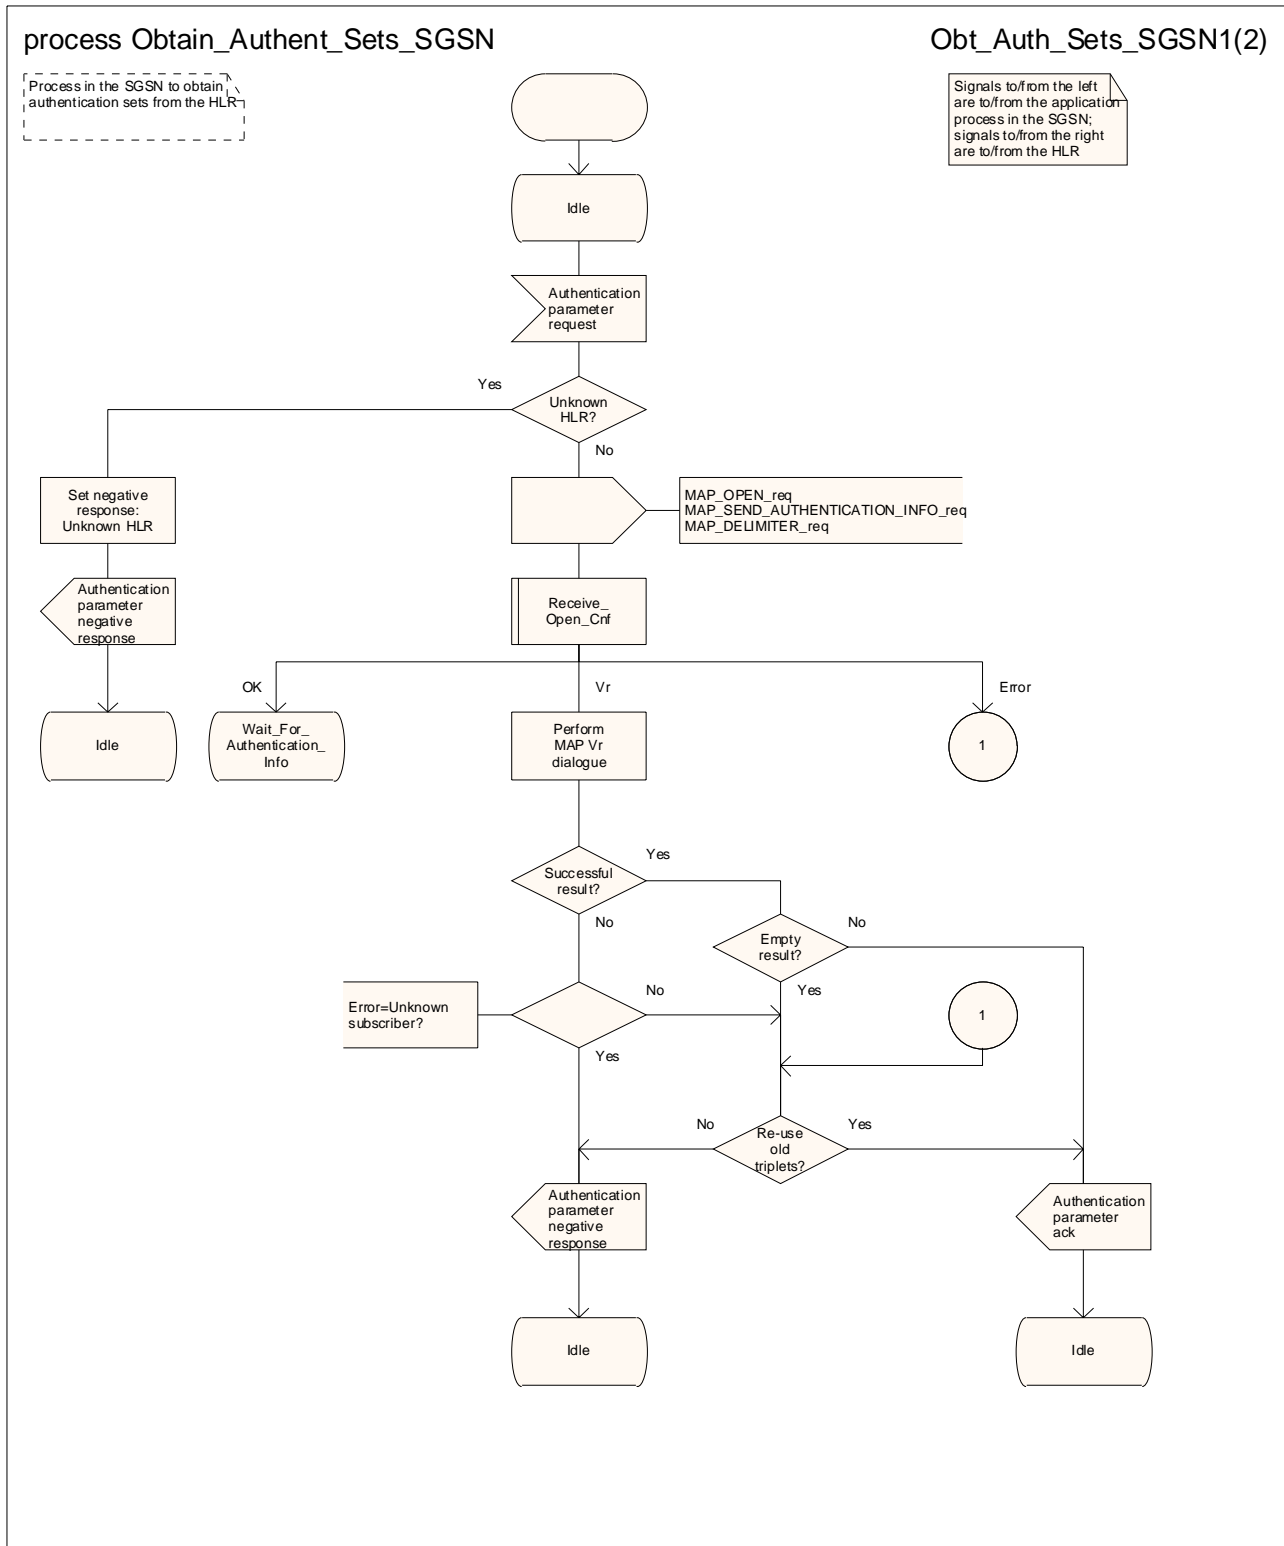 process Obtain_Authent_Sets_SGSN
Obt_Auth_Sets_SGSN1(2)
Process in the SGSN to obtain
authentication sets from the HLR
Signals to/from the left
are to/from the application
process in the SGSN;
signals to/from the right
are to/from the HLR
Idle
Authentication
parameter
request
Yes
Unknown
HLR?
No
Set negative
response:
Unknown HLR
MAP_OPEN_req
MAP_SEND_AUTHENTICATION_INFO_req
MAP_DELIMITER_req
Authentication
parameter
negative
response
Receive_
Open_Cnf
OK
Vr
Error
Idle
Wait_For_
Authentication_
Info
Perform
MAP Vr
dialogue
1
Successful
result?
Yes
No
Empty
result?
No
Yes
Error=Unknown
subscriber?
No
Yes
1
No
Re-use
old
triplets?
Yes
Authentication
parameter
negative
response
Authentication
parameter
ack
Idle
Idle